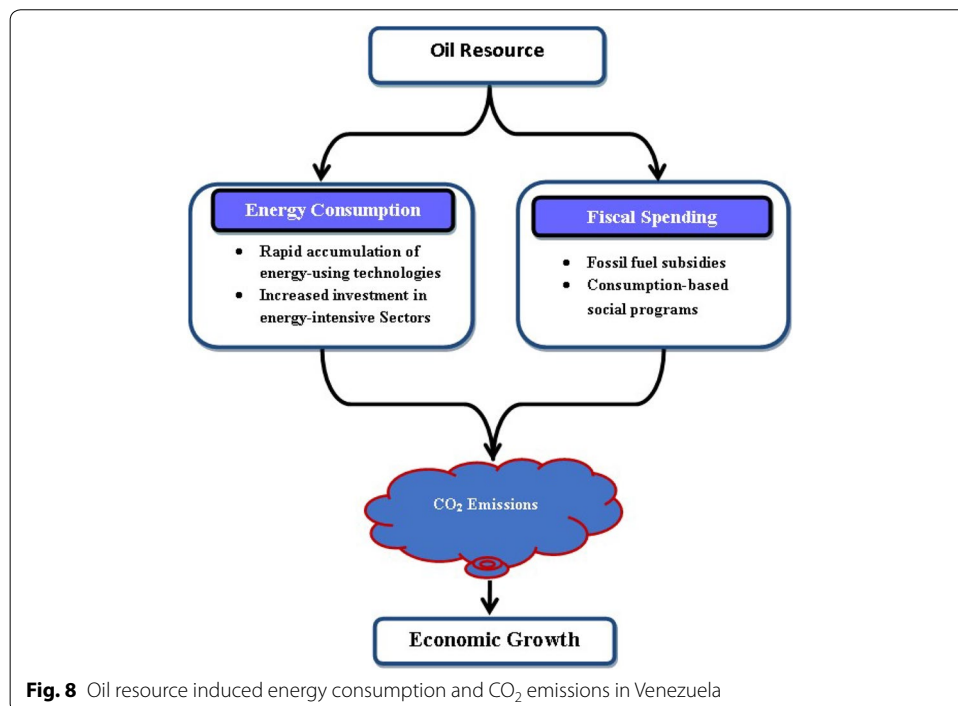 Oil Resource
Energy Consumption
• Rapid accumulation of
energy-using technologies
• Increased investment in
energy-intensive Sectors
Fiscal Spending
• Fossil fuel subsidies
• Consumption-based
social programs
CO₂ Emissions
Economic Growth
Fig. 8 Oil resource induced energy consumption and CO₂ emissions in Venezuela